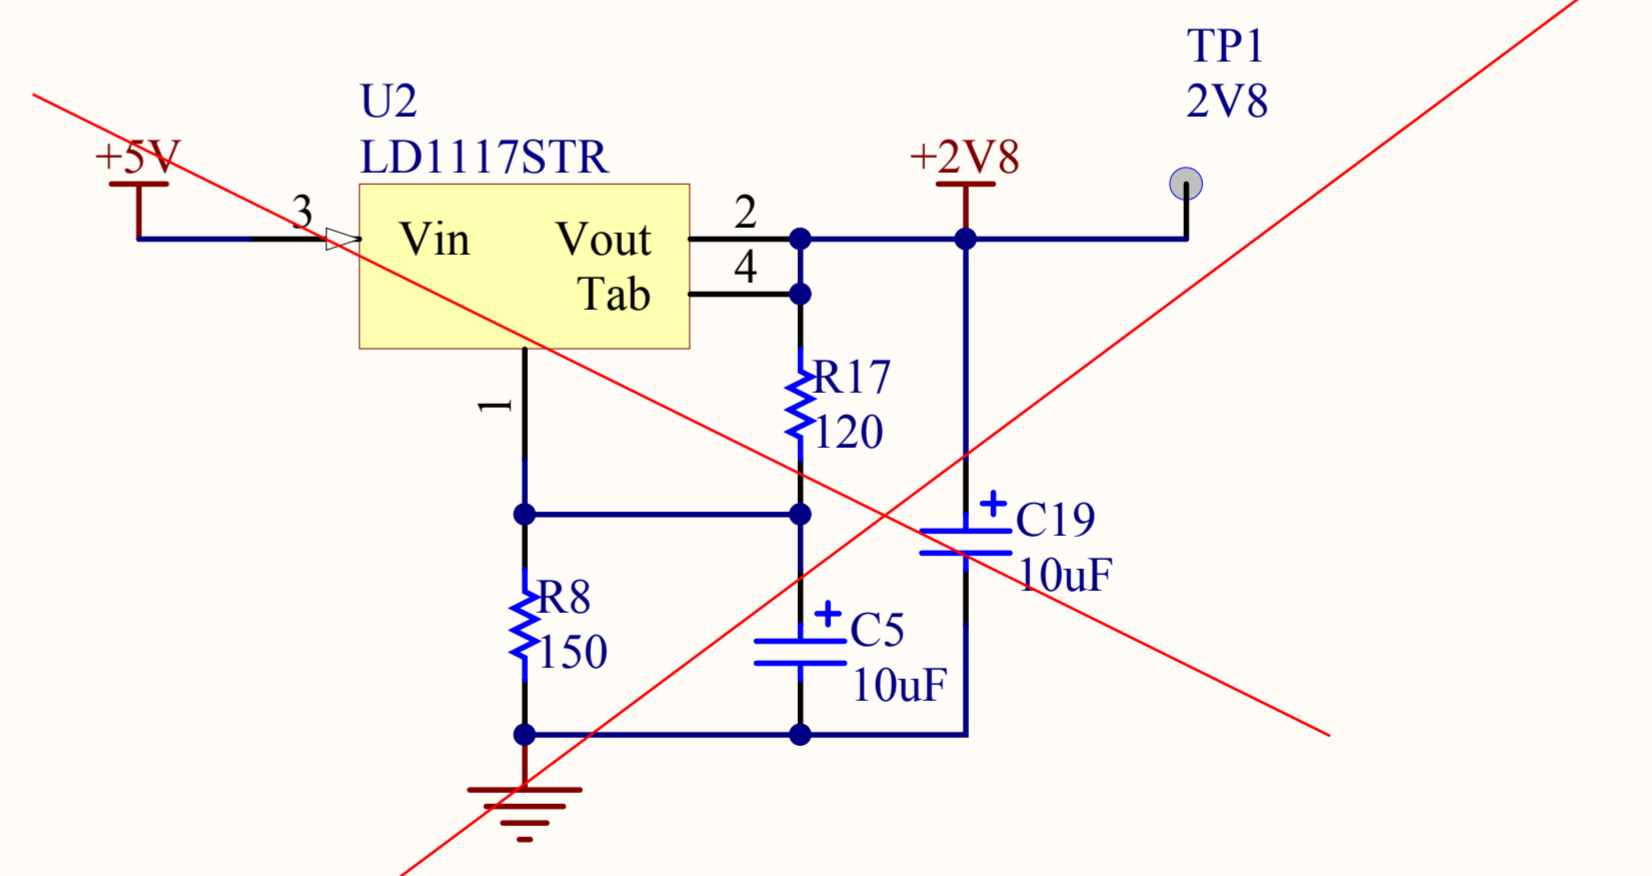 TP1
2V8
U2
LD1117STR
+5V
+2V8
3
Vin
Vout
2
Tab
4
1
R17
120
+
C19
10uF
R8
150
+
C5
10uF